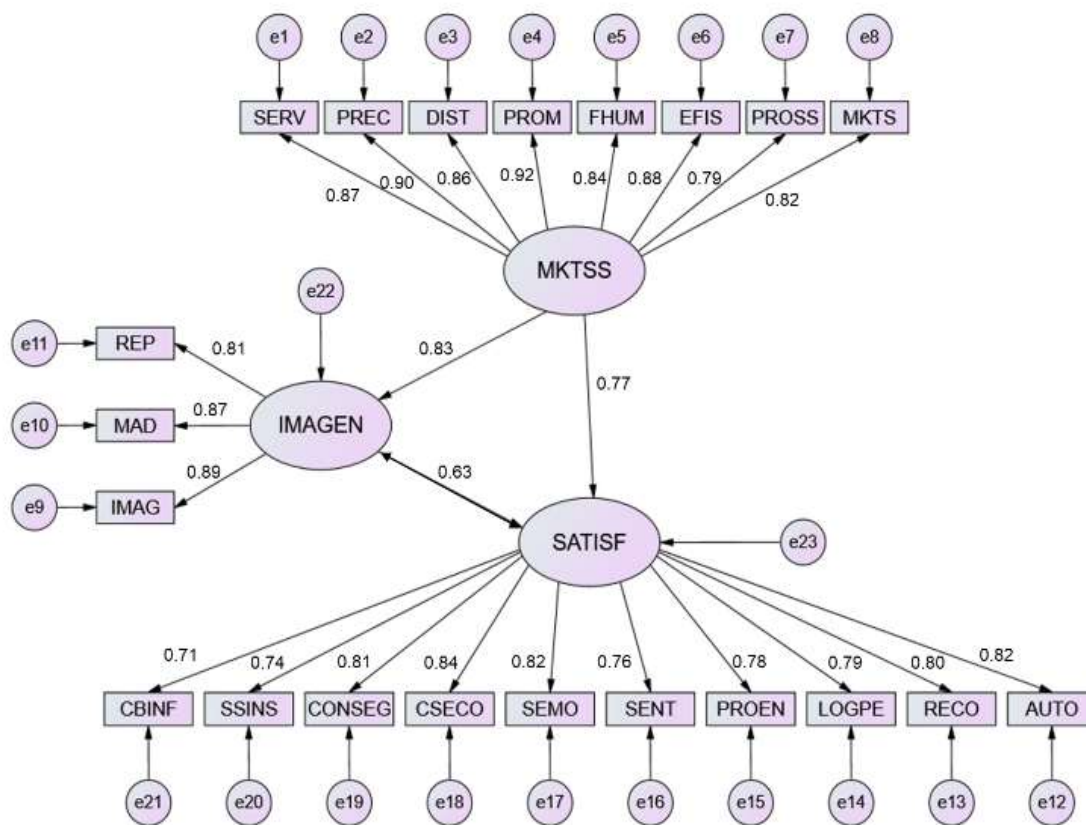 e1 e2 e3 e4 e5 e6 e7 e8
SERV PREC DIST PROM FHUM EFIS PROSS MKTS
0.87 0.90 0.86 0.92 0.84 0.88 0.79 0.82
MKTSS
e22
e11 REP 0.81 0.83
0.77
e10 MAD 0.87 IMAGEN
0.89 0.63
e9 IMAG
SATISF e23
0.71 0.74 0.81 0.84 0.82 0.76 0.78 0.79 0.80 0.82
CBINF SSINS CONSEG CSECO SEMO SENT PROEN LOGPE RECO AUTO
e21 e20 e19 e18 e17 e16 e15 e14 e13 e12